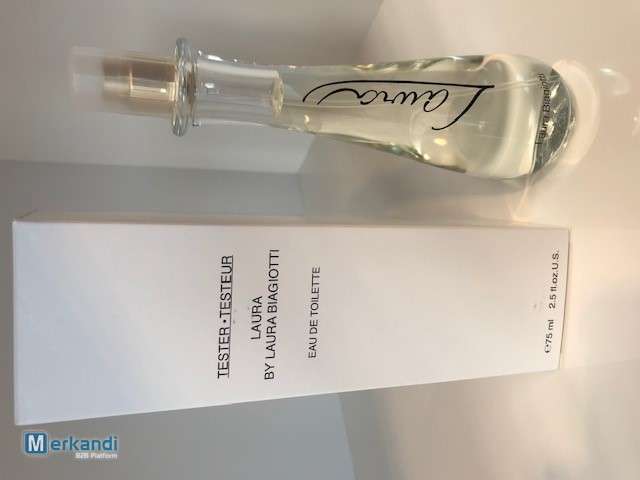 Laura
Laura Biagiotti
TESTER • TESTEUR
LAURA
BY LAURA BIAGIOTTI
EAU DE TOILETTE
℮75 ml 2.5 fl.oz.U.S.
Merkandi
B2B Platform